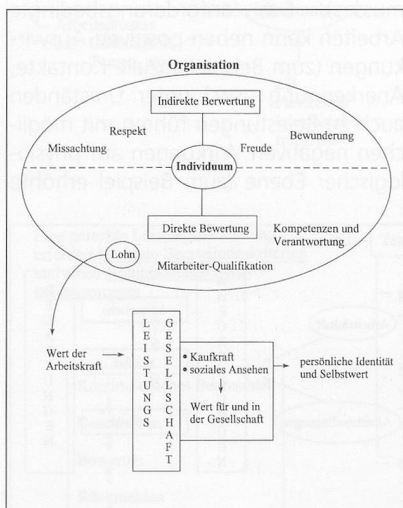 Organisation
Indirekte Berwertung
Respekt
Freude
Bewunderung
Missachtung
Individuum
Direkte Bewertung
Kompetenzen und
Verantwortung
Lohn
Mitarbeiter-Qualifikation
Wert der
Arbeitskraft
LEISTUNGS
GESELLSCHAFT
• Kaufkraft
• soziales Ansehen
persönliche Identität
und Selbstwert
Wert für und in
der Gesellschaft